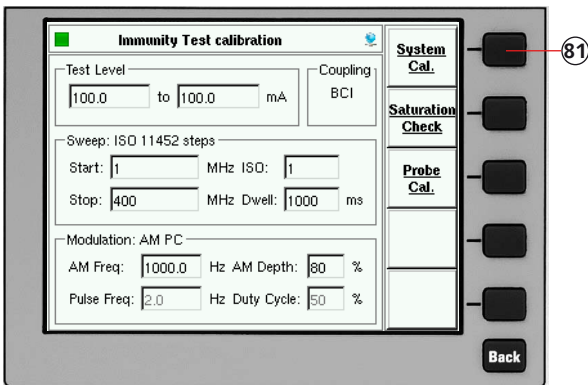 Immunity Test calibration
Test Level
100.0 to 100.0 mA
Coupling
BCI
Sweep: ISO 11452 steps
Start: 1 MHz ISO: 1
Stop: 400 MHz Dwell: 1000 ms
Modulation: AM PC
AM Freq: 1000.0 Hz AM Depth: 80 %
Pulse Freq: 2.0 Hz Duty Cycle: 50 %
System
Cal.
Saturation
Check
Probe
Cal.
Back
81